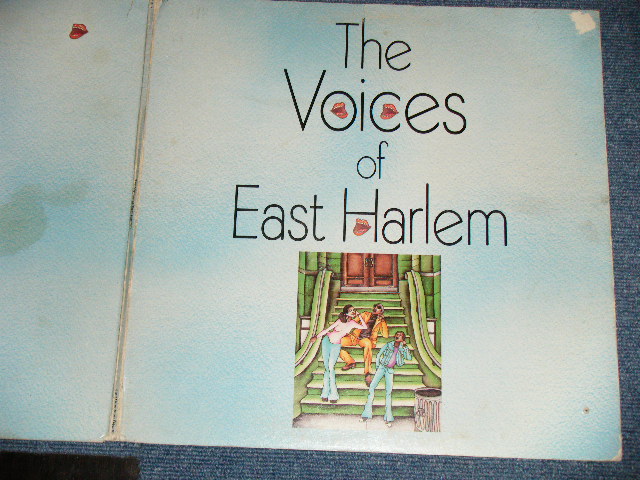 The
Voices
of
East Harlem